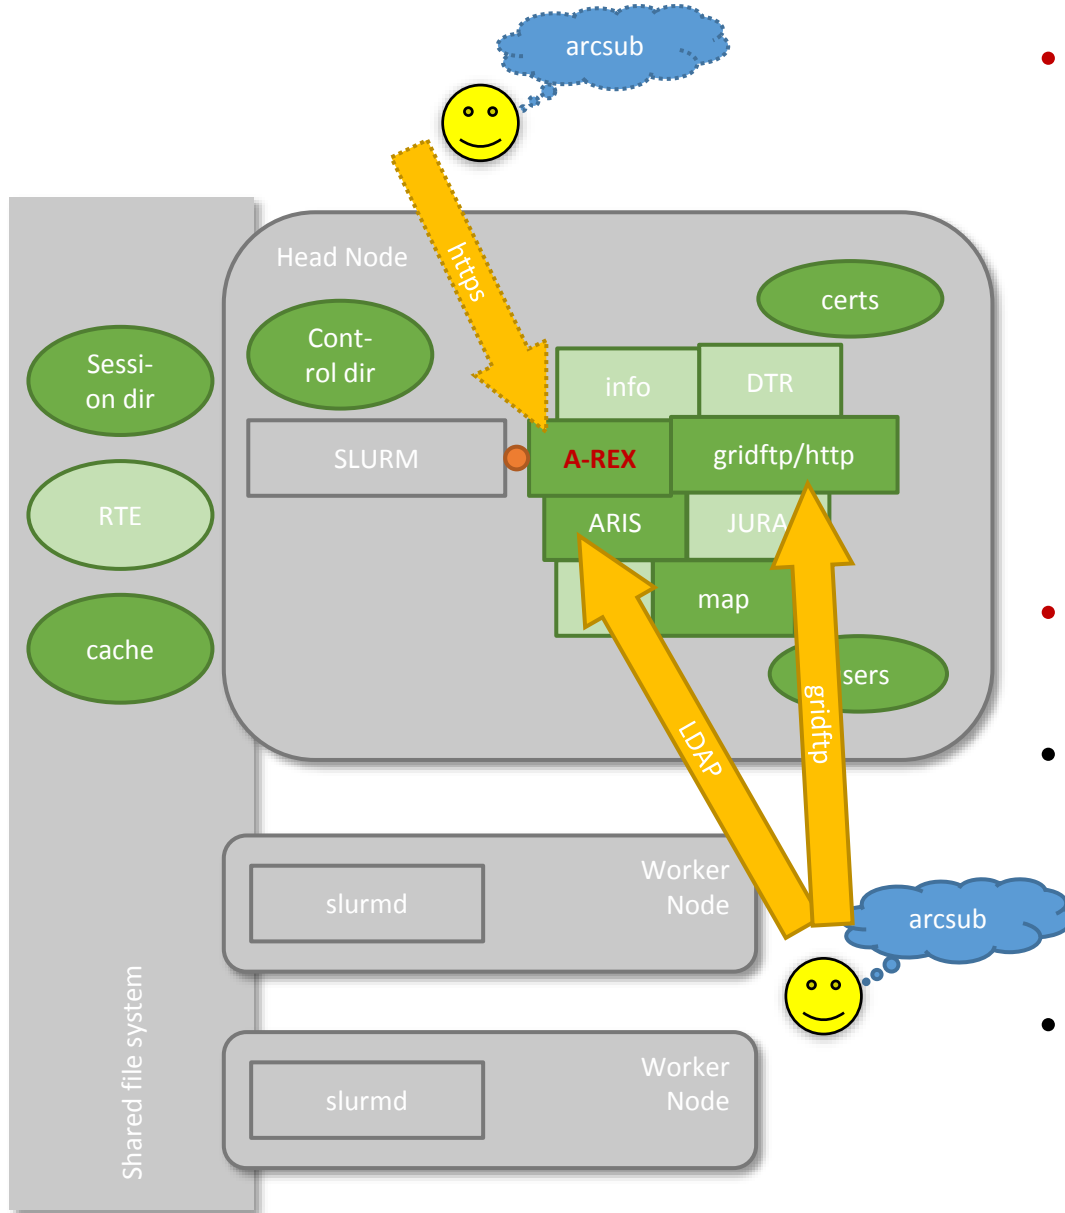 arcsub
https
Head Node
certs
Cont-
rol dir
Sessi-
on dir
info
DTR
SLURM
A-REX
gridftp/http
RTE
ARIS
JURA
map
cache
sers
LDAP
gridftp
Worker
Node
slurmd
arcsub
Shared file system
Worker
Node
slurmd